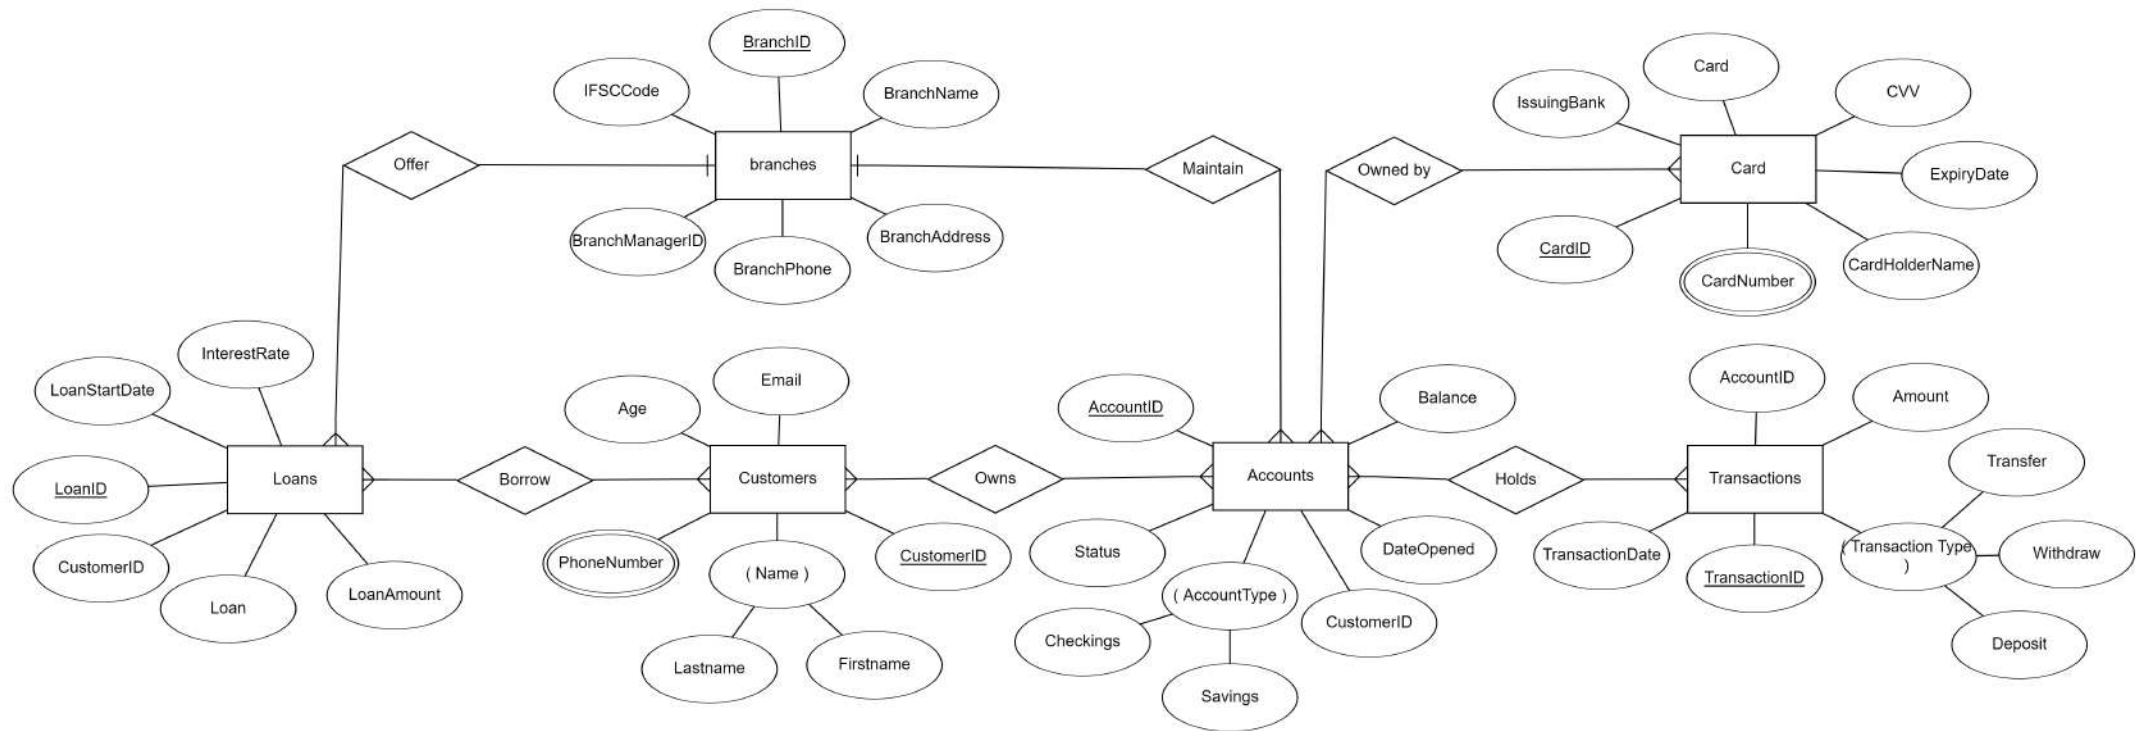 BranchID
IFSCCode
BranchName
Offer
branches
Maintain
BranchManagerID
BranchPhone
BranchAddress
Card
IssuingBank
CVV
Owned by
Card
ExpiryDate
CardID
CardNumber
CardHolderName
InterestRate
LoanStartDate
Loans
LoanID
CustomerID
Loan
LoanAmount
Borrow
Email
Age
Customers
PhoneNumber
( Name )
CustomerID
Lastname
Firstname
Owns
AccountID
Balance
Accounts
Status
( AccountType )
DateOpened
CustomerID
Checkings
Savings
Holds
AccountID
Amount
Transactions
Transfer
TransactionDate
TransactionID
( Transaction Type
)
Withdraw
Deposit